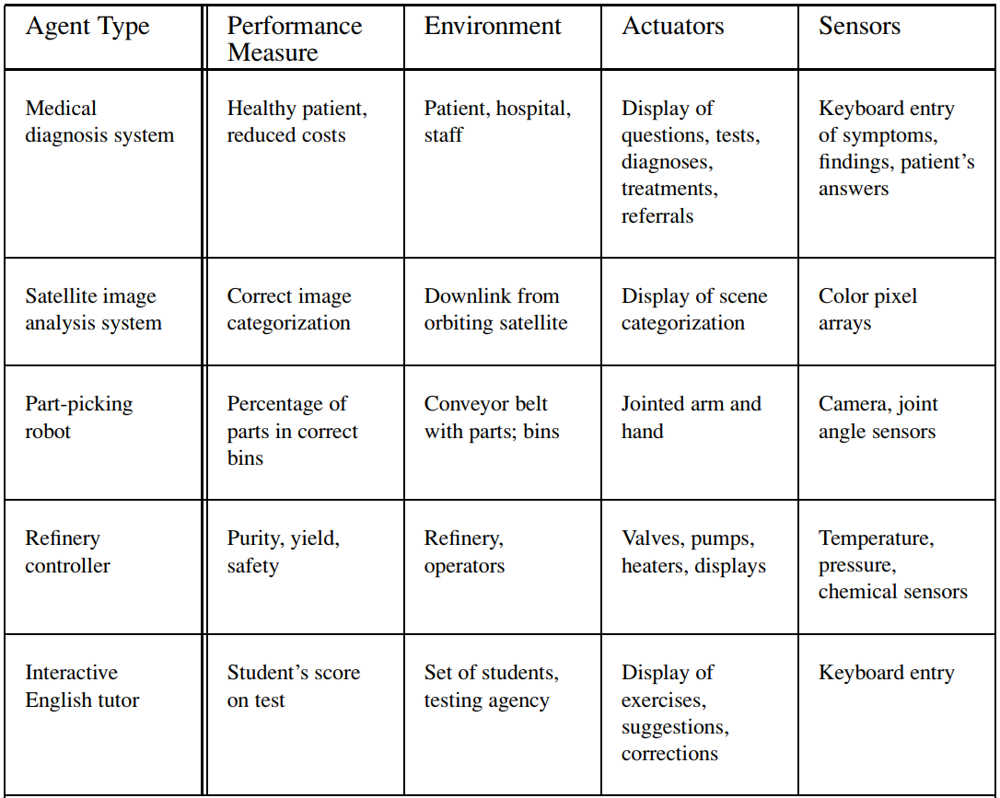 Agent Type
Performance
Measure
Environment
Actuators
Sensors
Medical
diagnosis system
Healthy patient,
reduced costs
Patient, hospital,
staff
Display of
questions, tests,
diagnoses,
treatments,
referrals
Keyboard entry
of symptoms,
findings, patient’s
answers
Satellite image
analysis system
Correct image
categorization
Downlink from
orbiting satellite
Display of scene
categorization
Color pixel
arrays
Part-picking
robot
Percentage of
parts in correct
bins
Conveyor belt
with parts; bins
Jointed arm and
hand
Camera, joint
angle sensors
Refinery
controller
Purity, yield,
safety
Refinery,
operators
Valves, pumps,
heaters, displays
Temperature,
pressure,
chemical sensors
Interactive
English tutor
Student’s score
on test
Set of students,
testing agency
Display of
exercises,
suggestions,
corrections
Keyboard entry